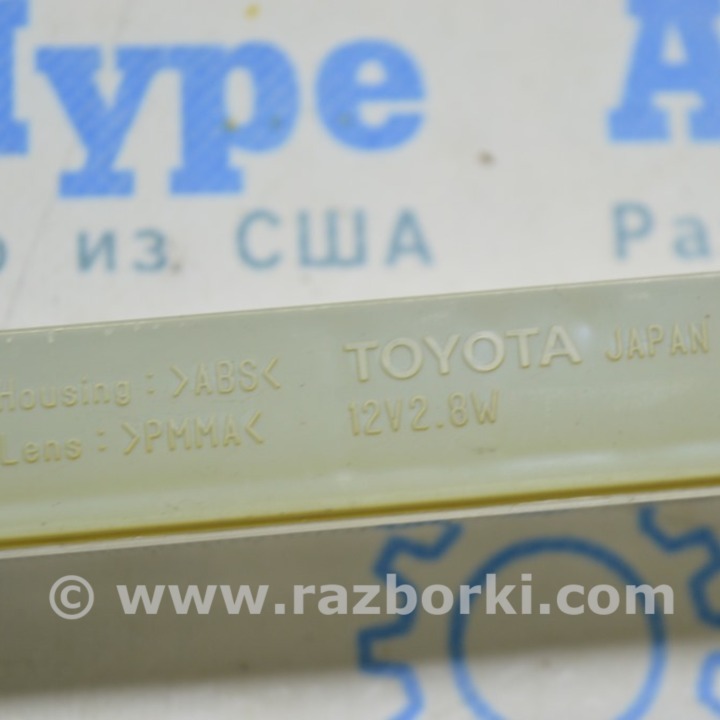 Hype A
из США Ра
Housing: >ABS< TOYOTA JAPAN
Lens: >PMMA< 12V2.8W
© www.razborki.com